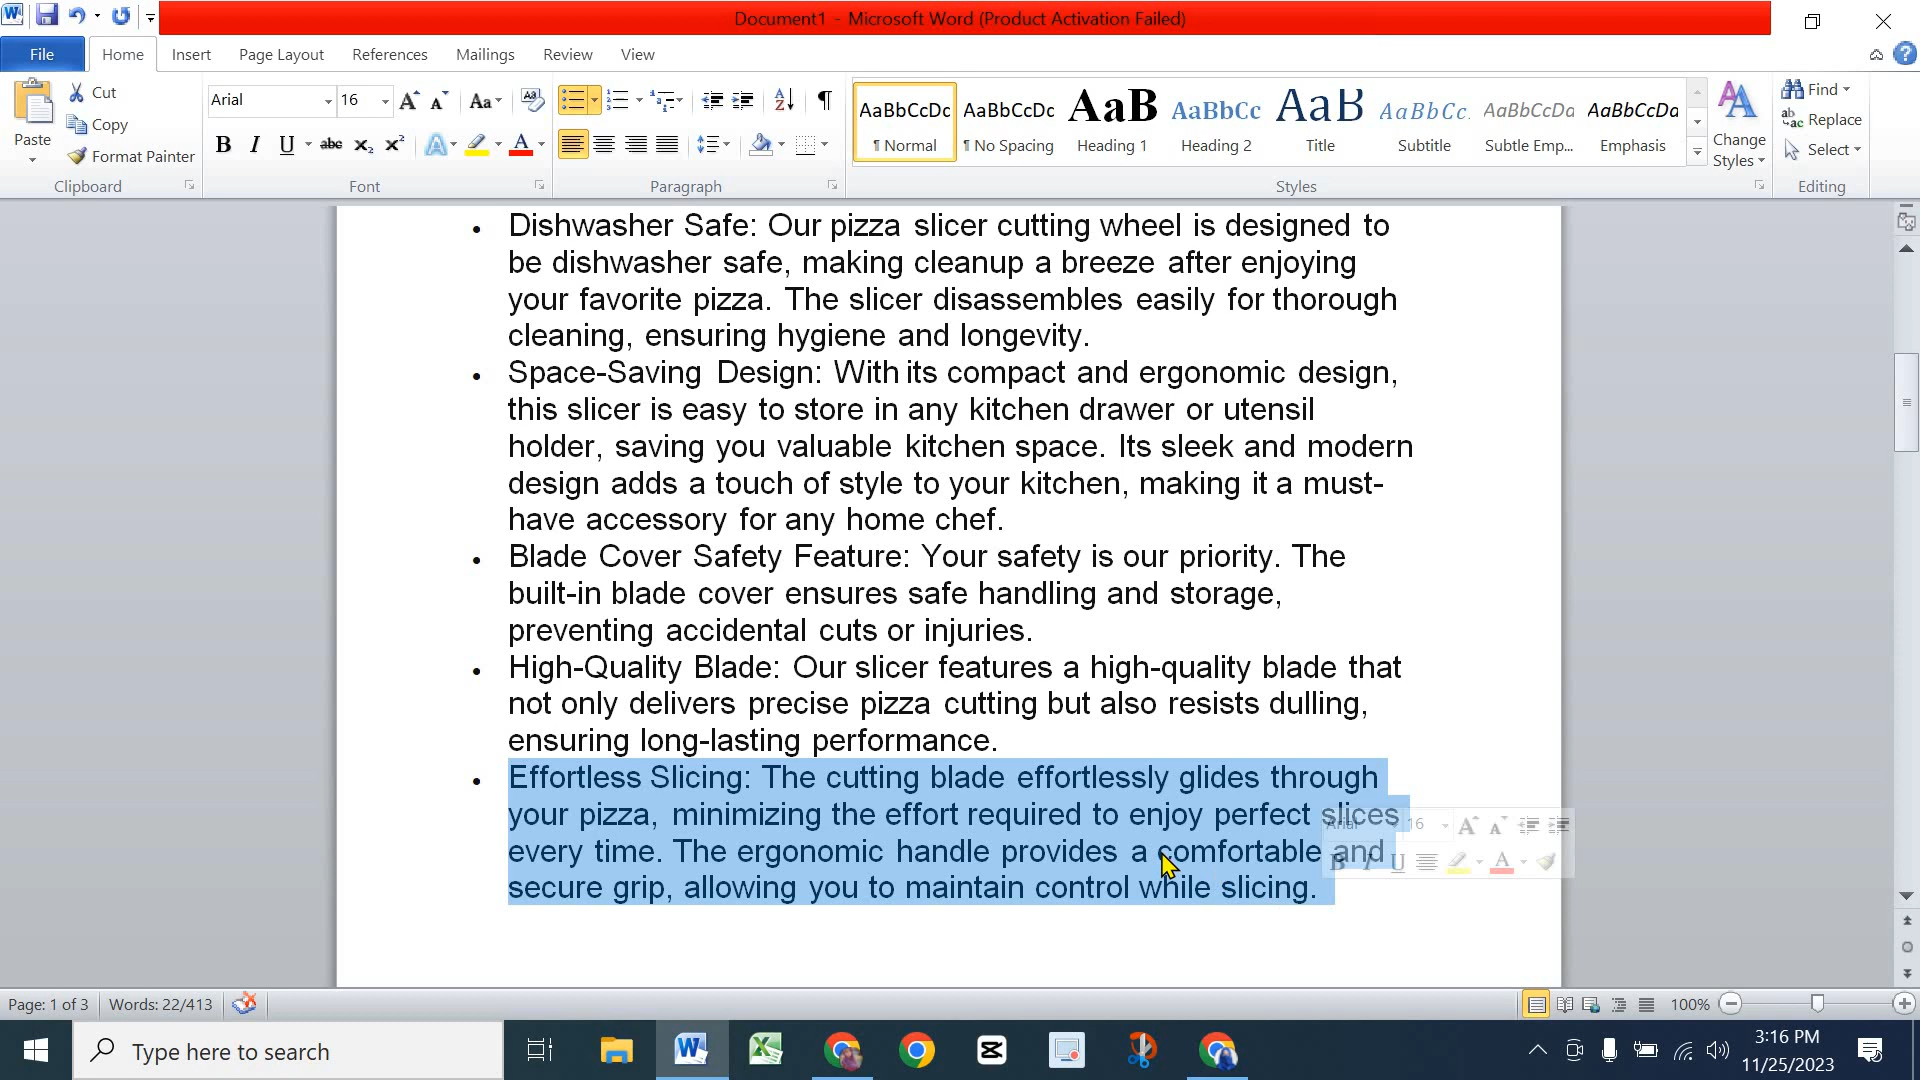 Document1 - Microsoft Word (Product Activation Failed)
File Home Insert Page Layout References Mailings Review View
Paste
Cut
Copy
Format Painter
Clipboard
Arial 16
Aa
B I U abc x₂ x² A A
Font
Paragraph
AaBbCcDc AaBbCcDc AaB AaBbCc AaB AaBbCc. AaBbCcDa AaBbCcDa
¶ Normal ¶ No Spacing Heading 1 Heading 2 Title Subtitle Subtle Emp... Emphasis
Change Styles
Styles
Find
Replace
Select
Editing
• Dishwasher Safe: Our pizza slicer cutting wheel is designed to
be dishwasher safe, making cleanup a breeze after enjoying
your favorite pizza. The slicer disassembles easily for thorough
cleaning, ensuring hygiene and longevity.
• Space-Saving Design: With its compact and ergonomic design,
this slicer is easy to store in any kitchen drawer or utensil
holder, saving you valuable kitchen space. Its sleek and modern
design adds a touch of style to your kitchen, making it a must-
have accessory for any home chef.
• Blade Cover Safety Feature: Your safety is our priority. The
built-in blade cover ensures safe handling and storage,
preventing accidental cuts or injuries.
• High-Quality Blade: Our slicer features a high-quality blade that
not only delivers precise pizza cutting but also resists dulling,
ensuring long-lasting performance.
• Effortless Slicing: The cutting blade effortlessly glides through
your pizza, minimizing the effort required to enjoy perfect slices
every time. The ergonomic handle provides a comfortable and
secure grip, allowing you to maintain control while slicing.
Arial 16
B I U A
Page: 1 of 3 Words: 22/413 100%
Type here to search
3:16 PM
11/25/2023